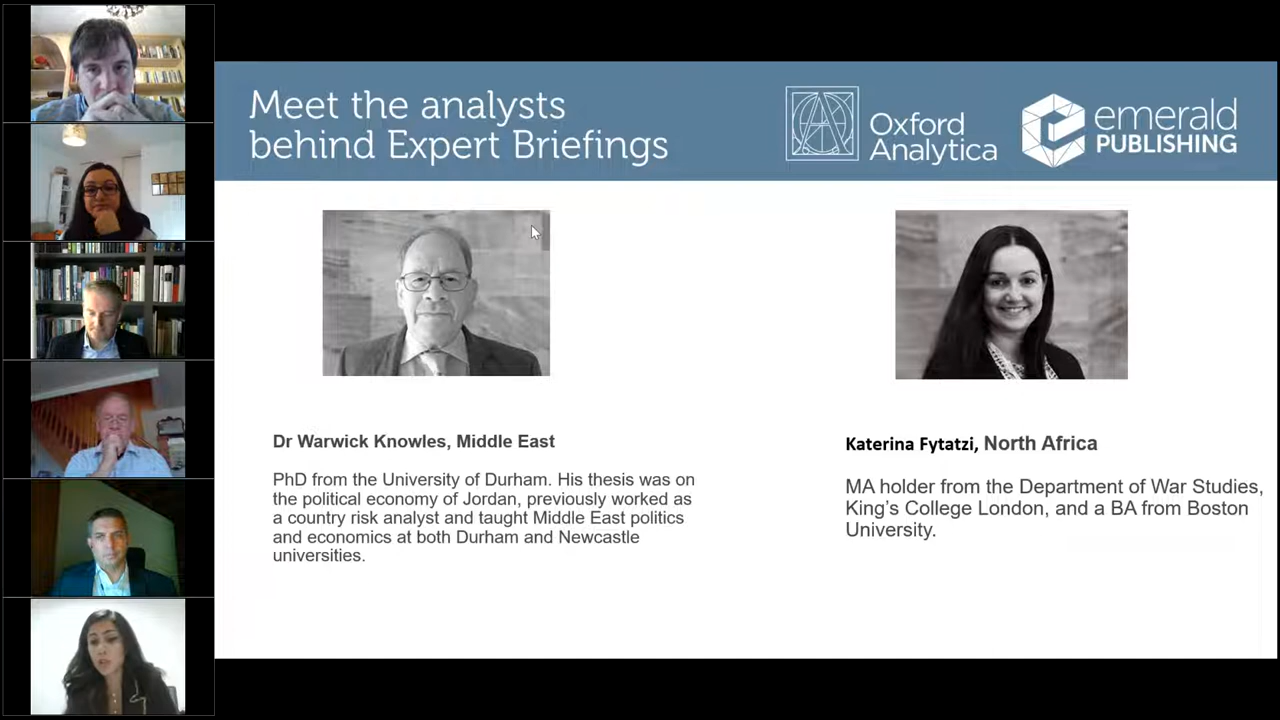 Meet the analysts
behind Expert Briefings
Oxford
Analytica
emerald
PUBLISHING
Dr Warwick Knowles, Middle East
PhD from the University of Durham. His thesis was on
the political economy of Jordan, previously worked as
a country risk analyst and taught Middle East politics
and economics at both Durham and Newcastle
universities.
Katerina Fytatzi, North Africa
MA holder from the Department of War Studies,
King's College London, and a BA from Boston
University.